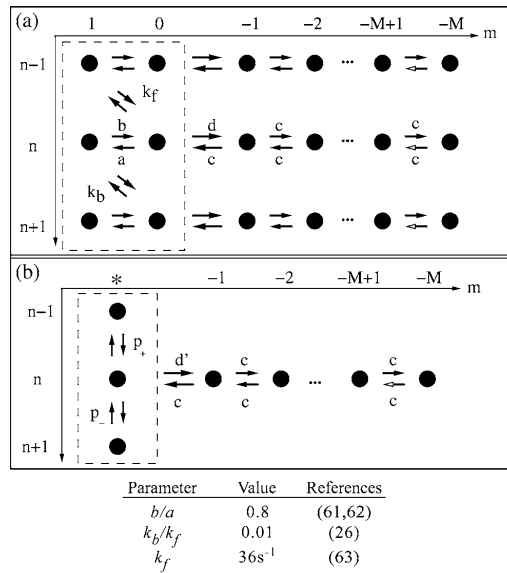 (a)
1 0 -1 -2 -M+1 -M m
n-1
k_f
b d c c
n
a c c c
k_b
n+1
(b)
* -1 -2 -M+1 -M m
n-1
p_+
d' c c
n
c c c
p_-
n+1
Parameter Value References
b/a 0.8 (61,62)
k_b/k_f 0.01 (26)
k_f 36s⁻¹ (63)